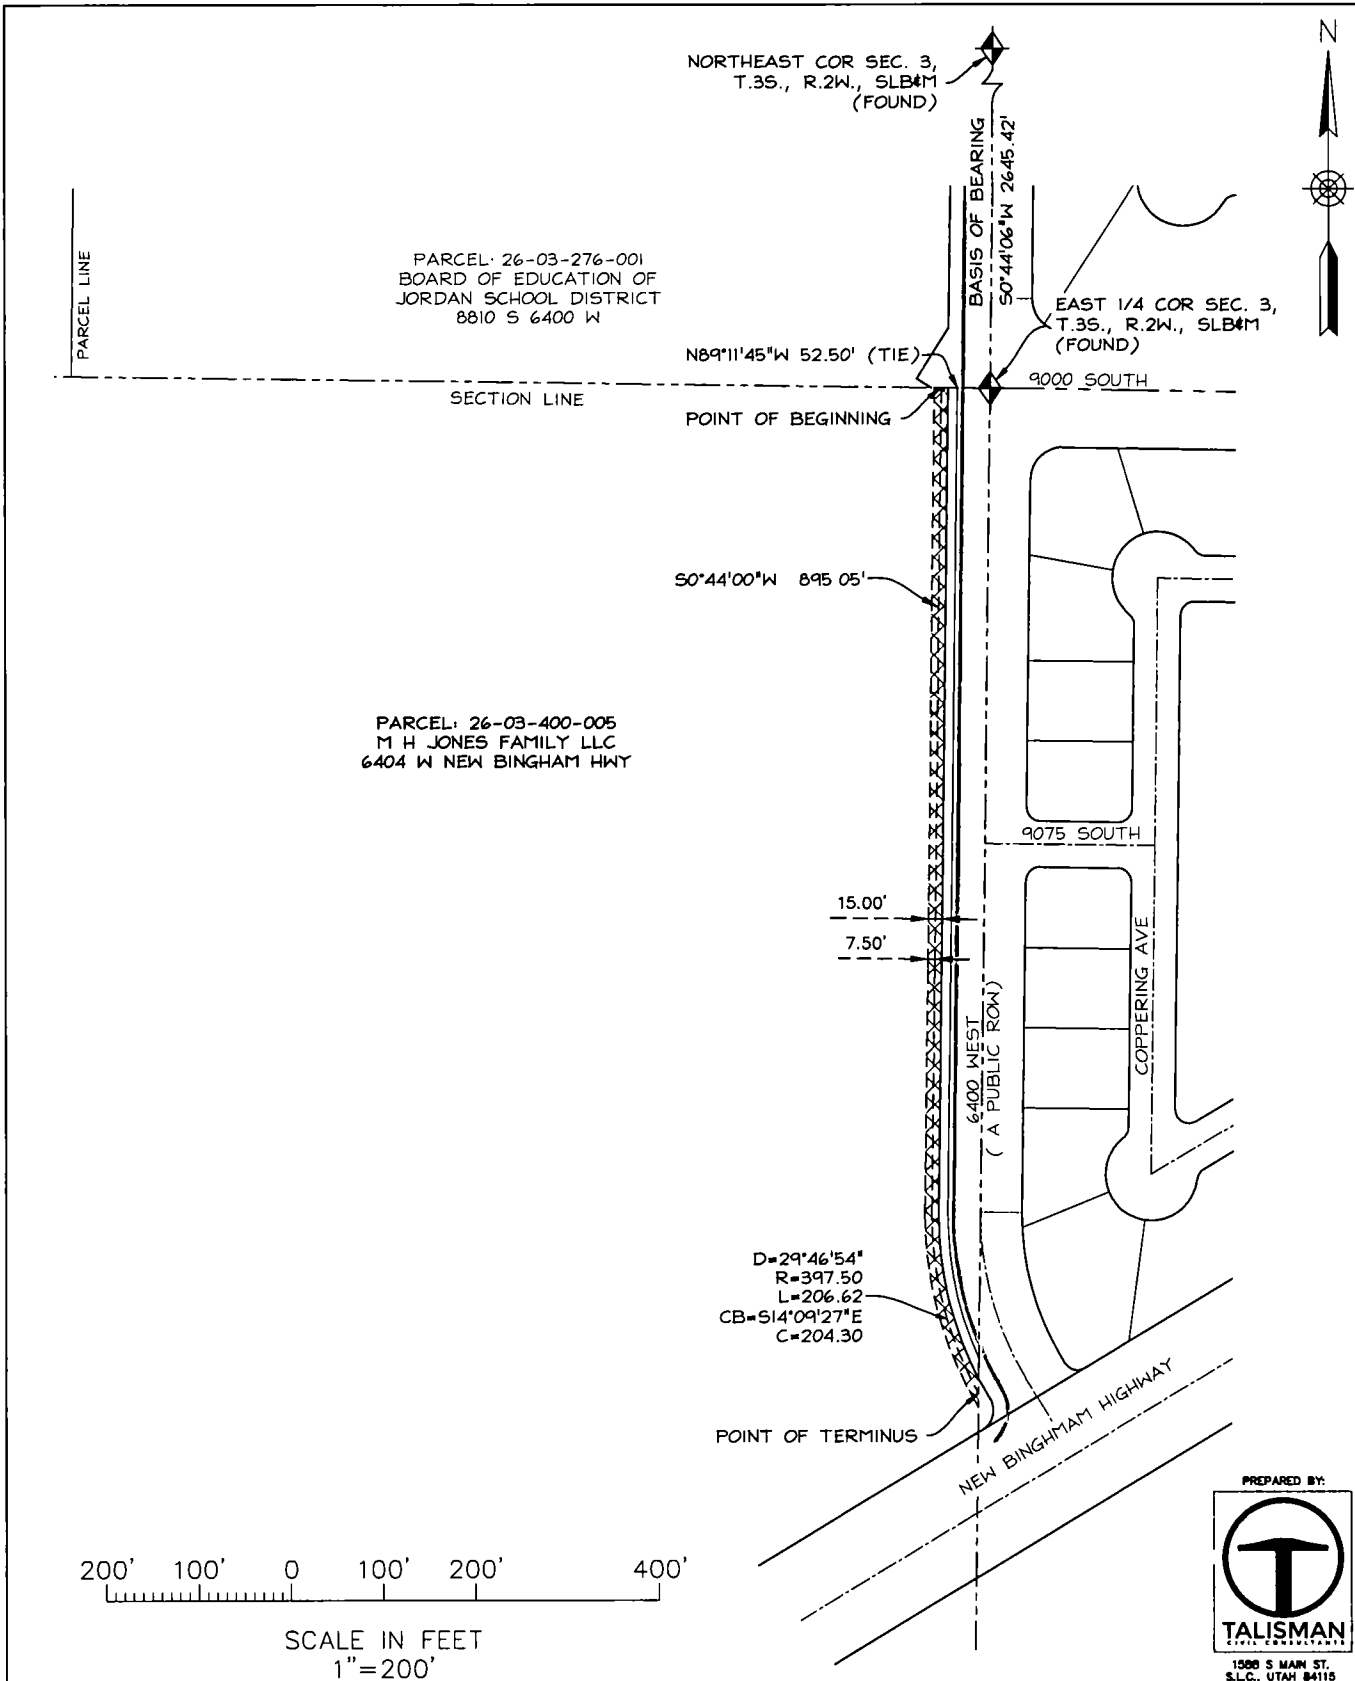 N
NORTHEAST COR SEC. 3,
T.3S., R.2W., SLB&M
(FOUND)
BASIS OF BEARING
S0°44'06"W 2645.42'
PARCEL LINE
PARCEL: 26-03-276-001
BOARD OF EDUCATION OF
JORDAN SCHOOL DISTRICT
8810 S 6400 W
EAST 1/4 COR SEC. 3,
T.3S., R.2W., SLB&M
(FOUND)
N89°11'45"W 52.50' (TIE)
9000 SOUTH
SECTION LINE
POINT OF BEGINNING
S0°44'00"W 895 05'
PARCEL: 26-03-400-005
M H JONES FAMILY LLC
6404 W NEW BINGHAM HWY
9075 SOUTH
15.00'
7.50'
COPPERING AVE
6400 WEST
( A PUBLIC ROW)
D=29°46'54"
R=397.50
L=206.62
CB=S14°09'27"E
C=204.30
POINT OF TERMINUS
NEW BINGHMAM HIGHWAY
PREPARED BY:
TALISMAN
CIVIL CONSULTANTS
1588 S MAIN ST.
S.L.C., UTAH 84115
200' 100' 0 100' 200' 400'
SCALE IN FEET
1"=200'